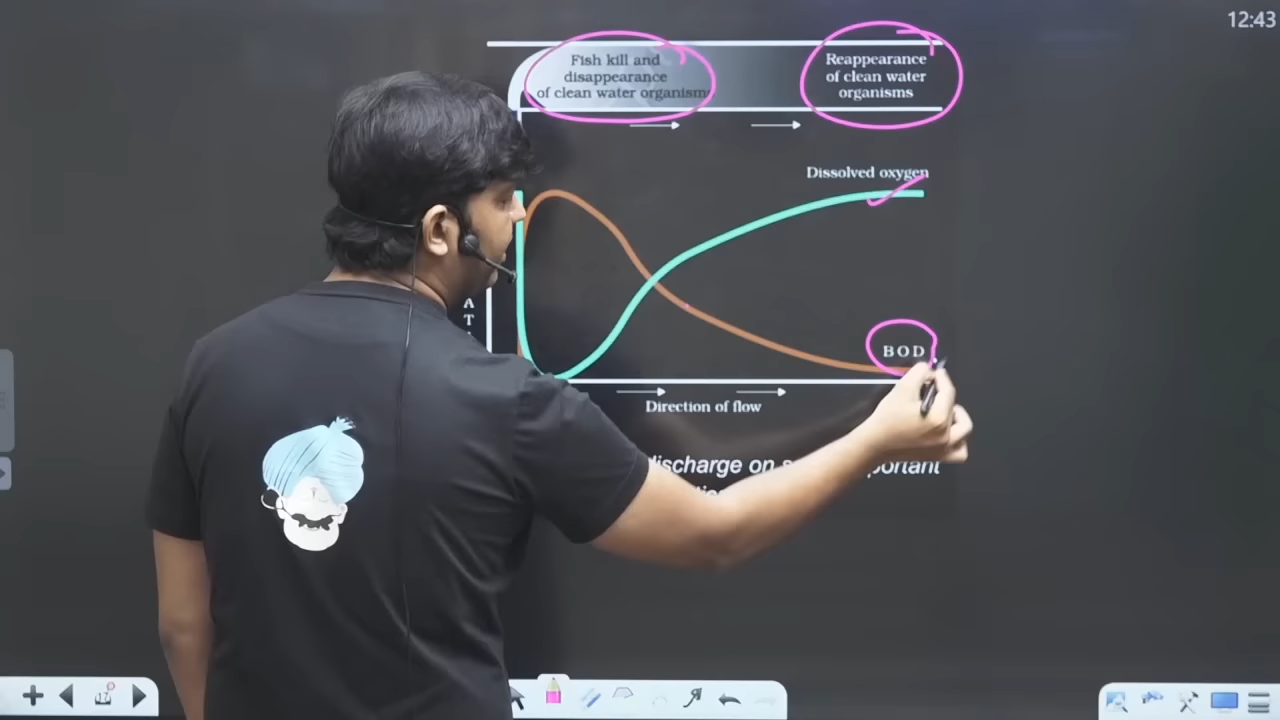 12:43
Fish kill and
disappearance
of clean water organisms
Reappearance
of clean water
organisms
Dissolved oxygen
A
T
BOD
Direction of flow
discharge on